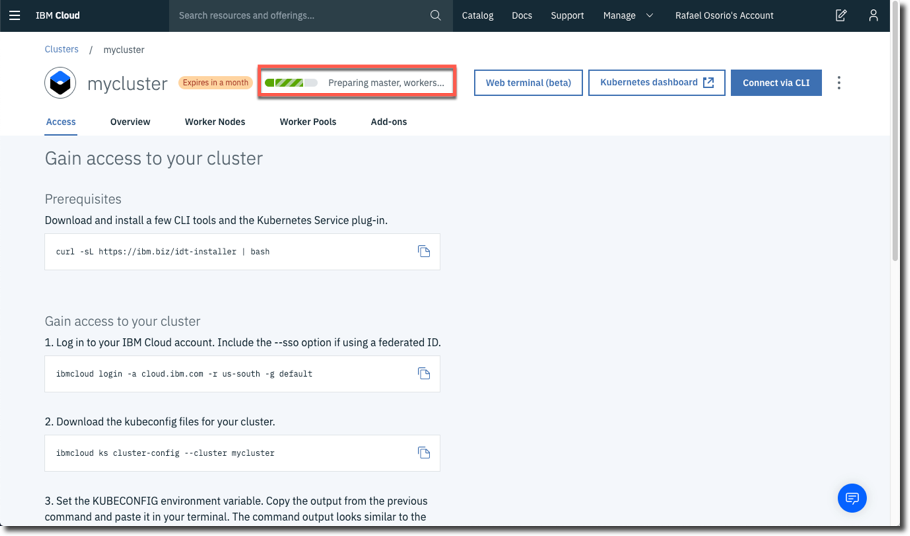 IBM Cloud
Search resources and offerings...
Catalog
Docs
Support
Manage
Rafael Osorio's Account
Clusters / mycluster
mycluster
Expires in a month
Preparing master, workers...
Web terminal (beta)
Kubernetes dashboard
Connect via CLI
Access
Overview
Worker Nodes
Worker Pools
Add-ons
Gain access to your cluster
Prerequisites
Download and install a few CLI tools and the Kubernetes Service plug-in.
curl -sL https://ibm.biz/idt-installer | bash
Gain access to your cluster
1. Log in to your IBM Cloud account. Include the --sso option if using a federated ID.
ibmcloud login -a cloud.ibm.com -r us-south -g default
2. Download the kubeconfig files for your cluster.
ibmcloud ks cluster-config --cluster mycluster
3. Set the KUBECONFIG environment variable. Copy the output from the previous
command and paste it in your terminal. The command output looks similar to the